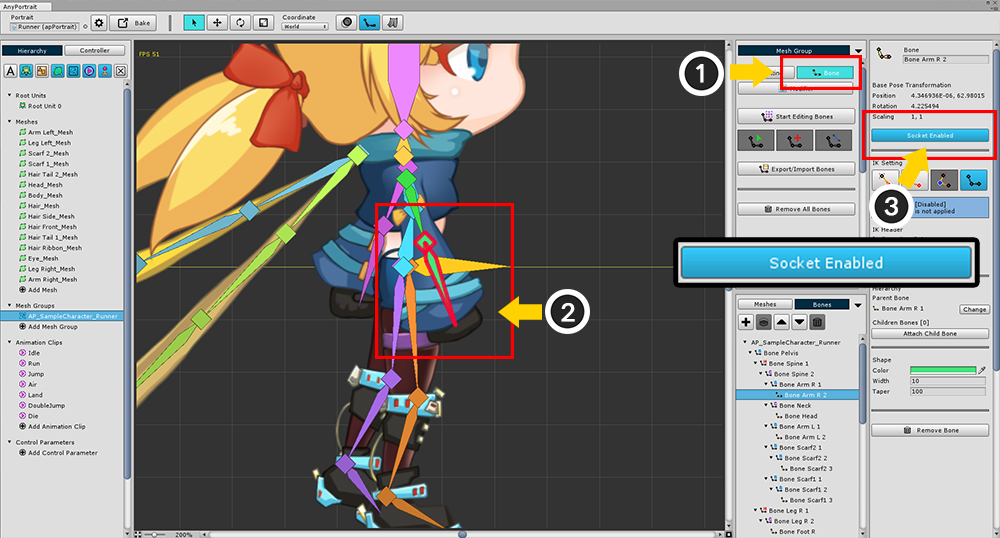 AnyPortrait
Runner (apPortrait)
Bake
Coordinate
World
Hierarchy
Controller
Root Units
Root Unit 0
Meshes
Arm Left_Mesh
Leg Left_Mesh
Scarf 2_Mesh
Scarf 1_Mesh
Hair Tail 2_Mesh
Head_Mesh
Body_Mesh
Hair_Mesh
Hair Side_Mesh
Hair Front_Mesh
Hair Tail 1_Mesh
Hair Ribbon_Mesh
Eye_Mesh
Leg Right_Mesh
Arm Right_Mesh
Add Mesh
Mesh Groups
AP_SampleCharacter_Runner
Add Mesh Group
Animation Clips
Idle
Run
Jump
Air
Land
DoubleJump
Die
Add Animation Clip
Control Parameters
Add Control Parameter
FPS 51
200%
1
2
3
Mesh Group
Bone
Start Editing Bones
Export/Import Bones
Remove All Bones
Socket Enabled
Meshes
Bones
AP_SampleCharacter_Runner
Bone Pelvis
Bone Spine 1
Bone Spine 2
Bone Arm R 1
Bone Arm R 2
Bone Neck
Bone Head
Bone Arm L 1
Bone Arm L 2
Bone Scarf2 1
Bone Scarf2 2
Bone Scarf2 3
Bone Scarf1 1
Bone Scarf1 2
Bone Scarf1 3
Bone Leg R 1
Bone Leg R 2
Bone Foot R
Bone
Bone Arm R 2
Base Pose Transformation
Position 4.346936E-06, 62.98015
Rotation 4.225494
Scaling 1, 1
Socket Enabled
IK Setting
[Disabled]
is not applied
IK Header
Hierarchy
Parent Bone
Bone Arm R 1
Change
Children Bones [0]
Attach Child Bone
Shape
Color
Width 10
Taper 100
Remove Bone